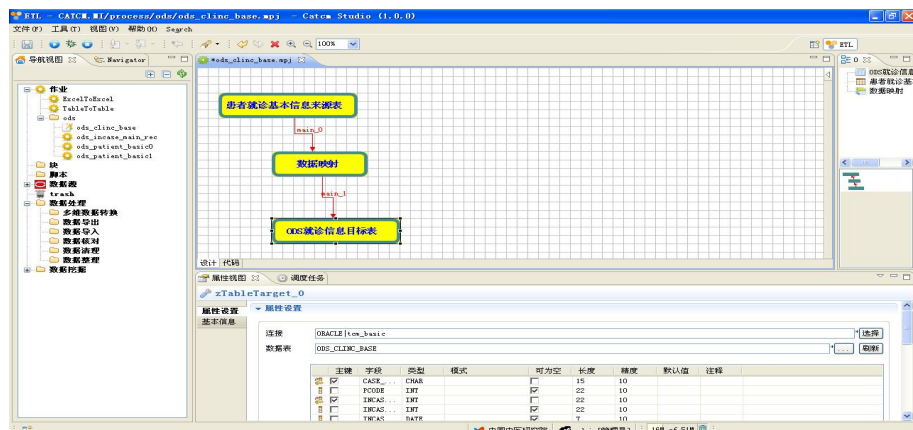 ETL - CATCM.MI/process/ods/ods_clinc_base.mpj - Catcm Studio (1.0.0)
文件(F) 工具(T) 视图(V) 帮助(H) Search
100%
ETL
导航视图 Navigator
*ods_clinc_base.mpj
作业
ExcelToExcel
TableToTable
ods
ods_clinc_base
ods_incase_main_rec
ods_patient_basic0
ods_patient_basic1
块
脚本
数据源
trash
数据处理
多维数据转换
数据导出
数据导入
数据核对
数据清理
数据整理
数据挖掘
患者就诊基本信息来源表
main_0
数据映射
main_1
ODS就诊信息目标表
设计 代码
ODS就诊信息
患者就诊基
数据映射
属性视图 调度任务
zTableTarget_0
属性设置
基本信息
属性设置
连接 ORACLE|tcm_basic *选择
数据表 ODS_CLINC_BASE *... 刷新
主键 字段 类型 模式 可为空 长度 精度 默认值 注释
CASE_... CHAR 15 10
PCODE INT 22 10
INCAS... INT 22 10
INCAS... INT 22 10
INCAS... DATE 7 10